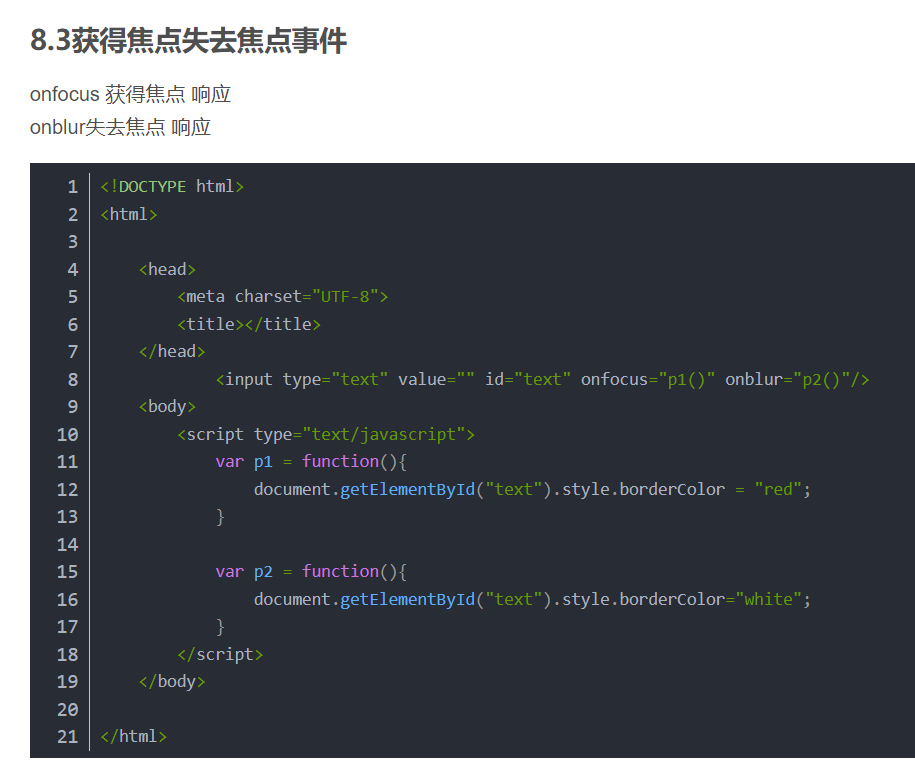 8.3获得焦点失去焦点事件
onfocus 获得焦点 响应
onblur失去焦点 响应
1 <!DOCTYPE html>
2 <html>
3
4     <head>
5         <meta charset="UTF-8">
6         <title></title>
7     </head>
8             <input type="text" value="" id="text" onfocus="p1()" onblur="p2()"/>
9     <body>
10         <script type="text/javascript">
11             var p1 = function(){
12                 document.getElementById("text").style.borderColor = "red";
13             }
14
15             var p2 = function(){
16                 document.getElementById("text").style.borderColor="white";
17             }
18         </script>
19     </body>
20
21 </html>